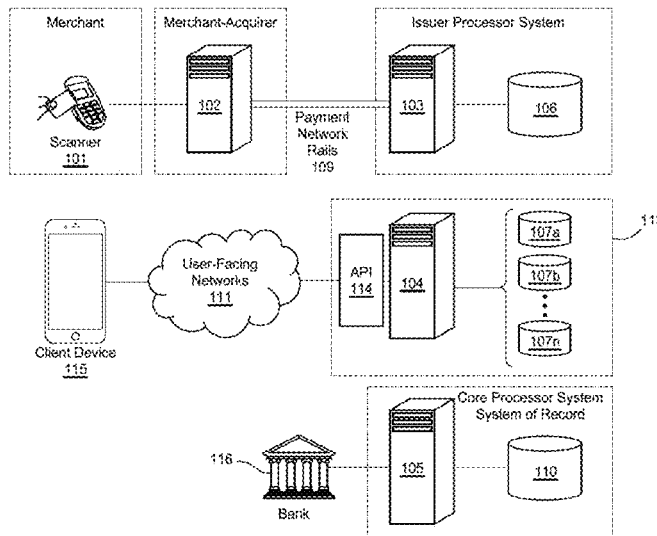 Merchant
Merchant-Acquirer
Issuer Processor System
Scanner
101
102
Payment
Network
Rails
109
103
106
Client Device
115
User-Facing
Networks
111
API
114
104
107a
107b
107n
Core Processor System
System of Record
116
Bank
105
110